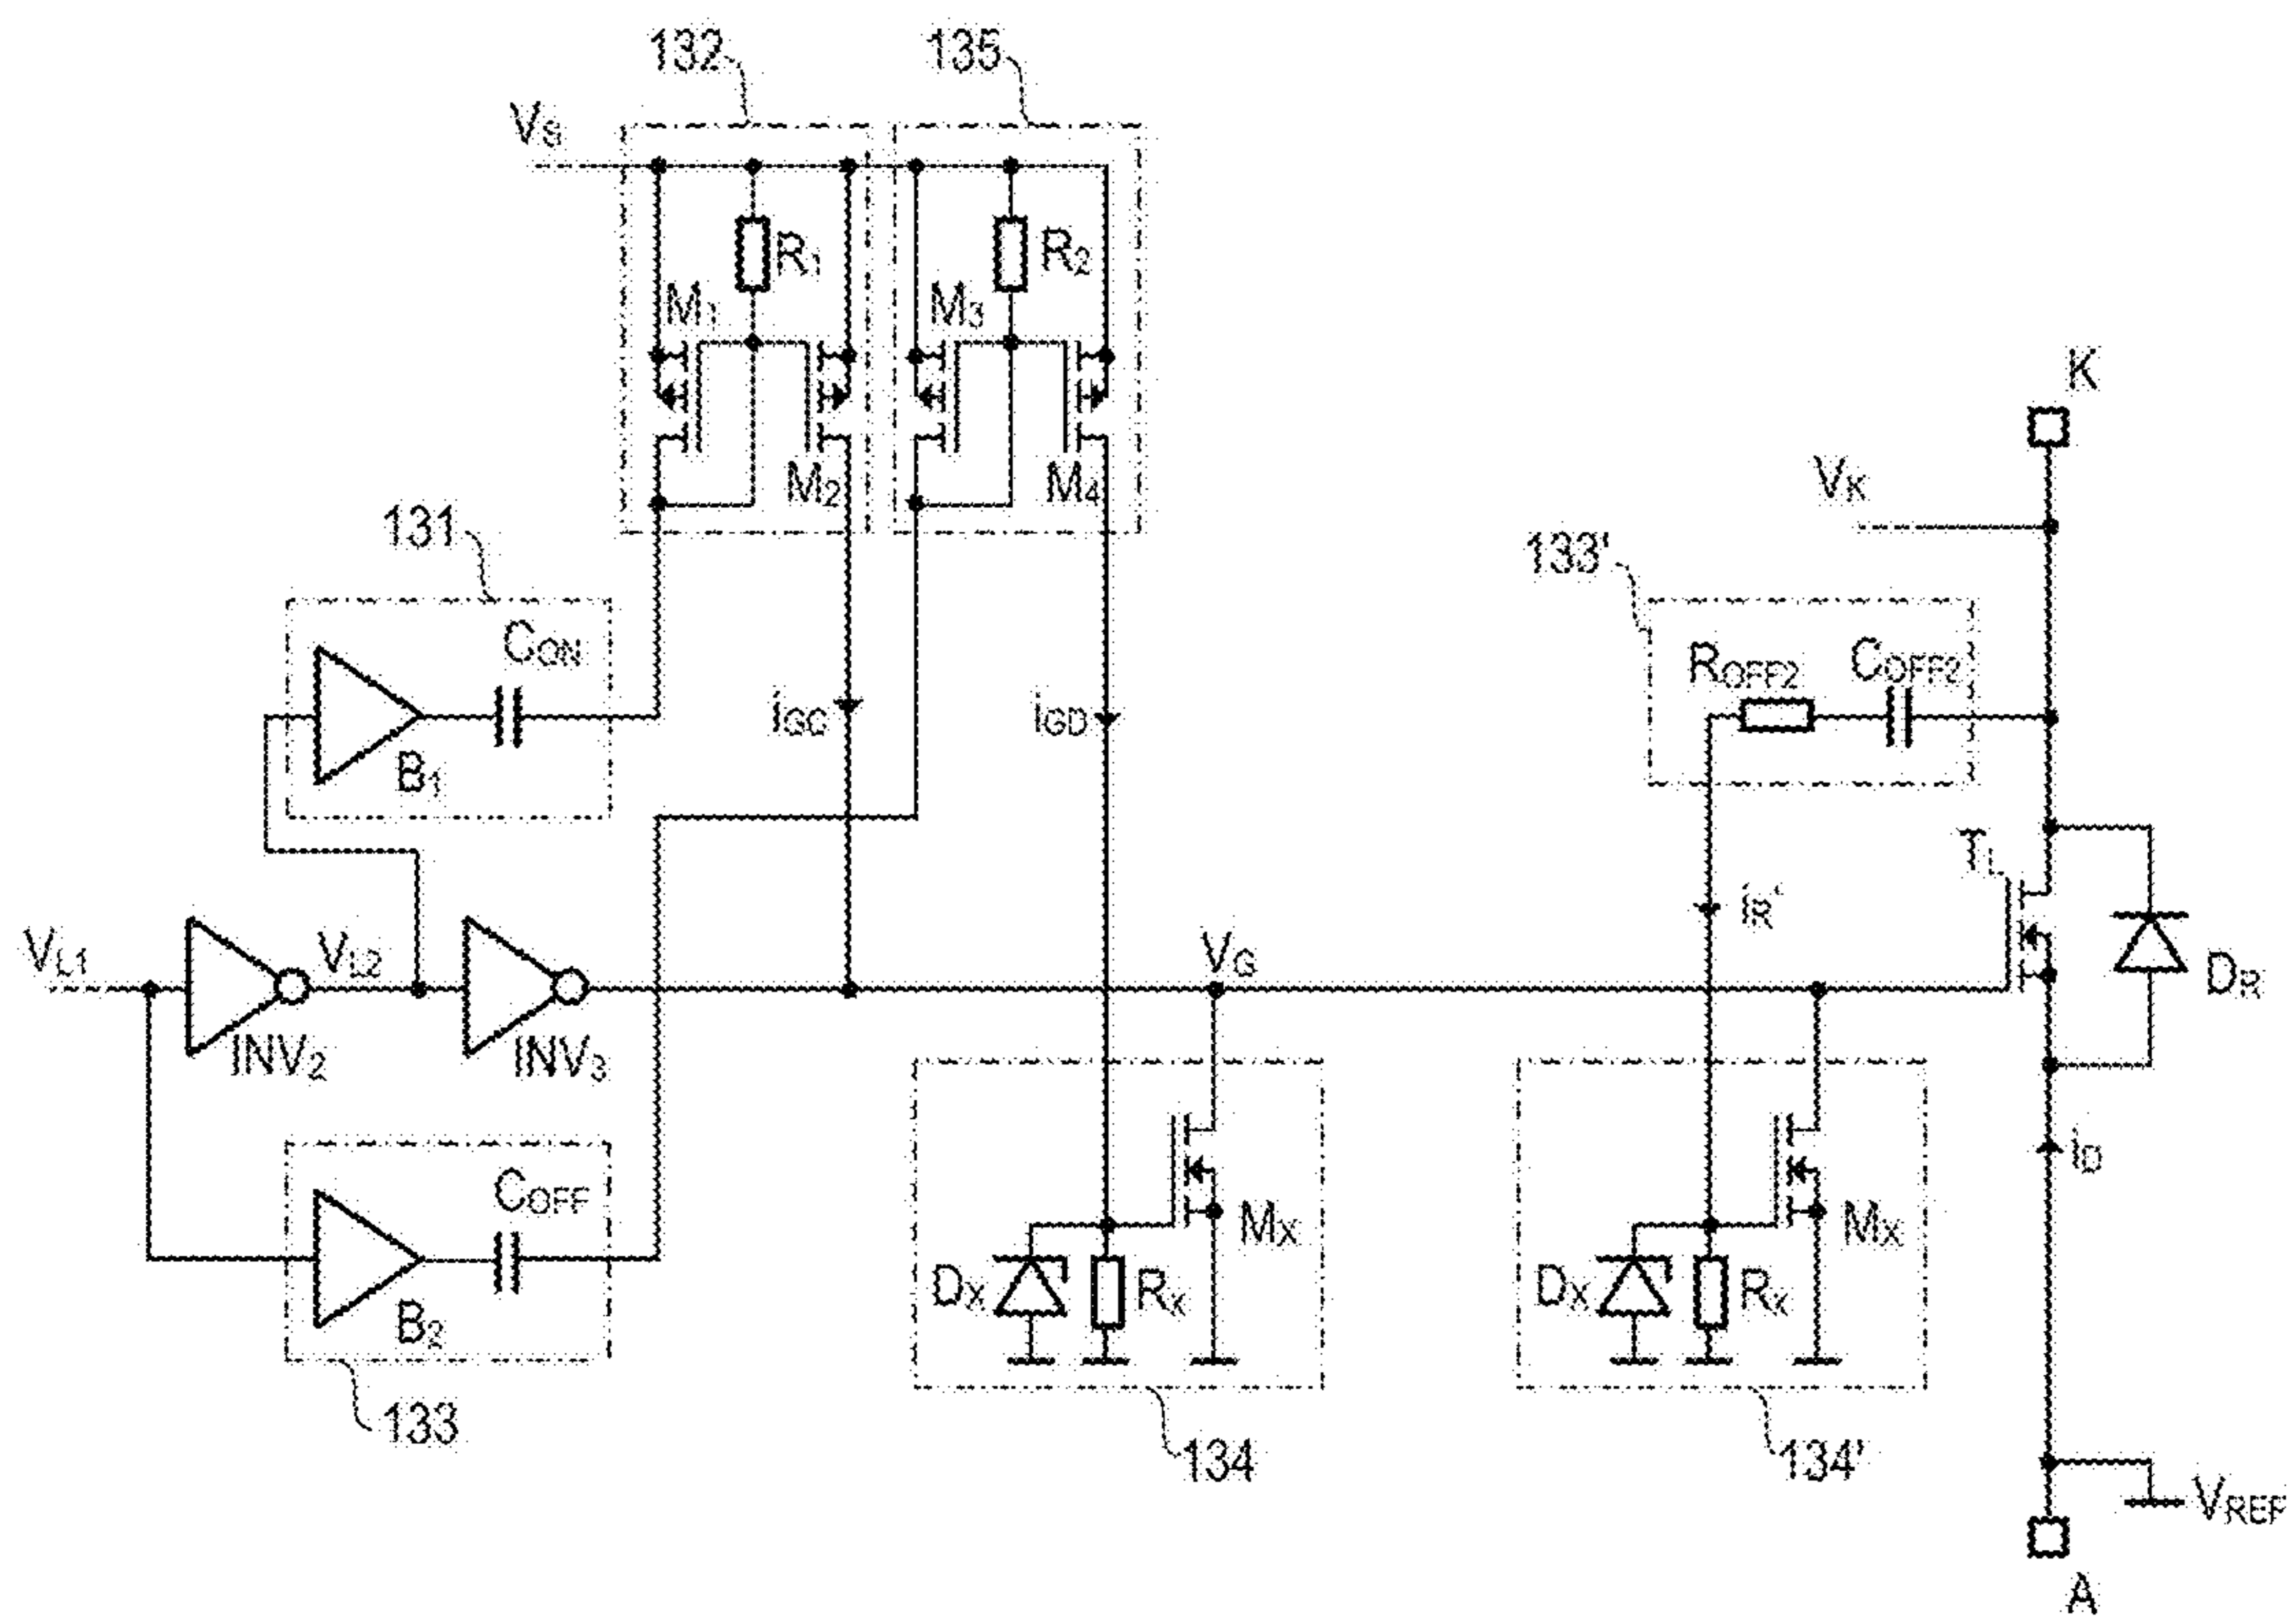 132
135
VS
R1
R2
M1
M3
M2
M4
K
VK
131
133'
CON
ROFF2
COFF2
iGC
iGD
B1
TL
iR'
VL1
VL2
VG
DR
INV2
INV3
COFF
MX
MX
iD
DX
RX
DX
RX
B2
133
134
134'
VREF
A